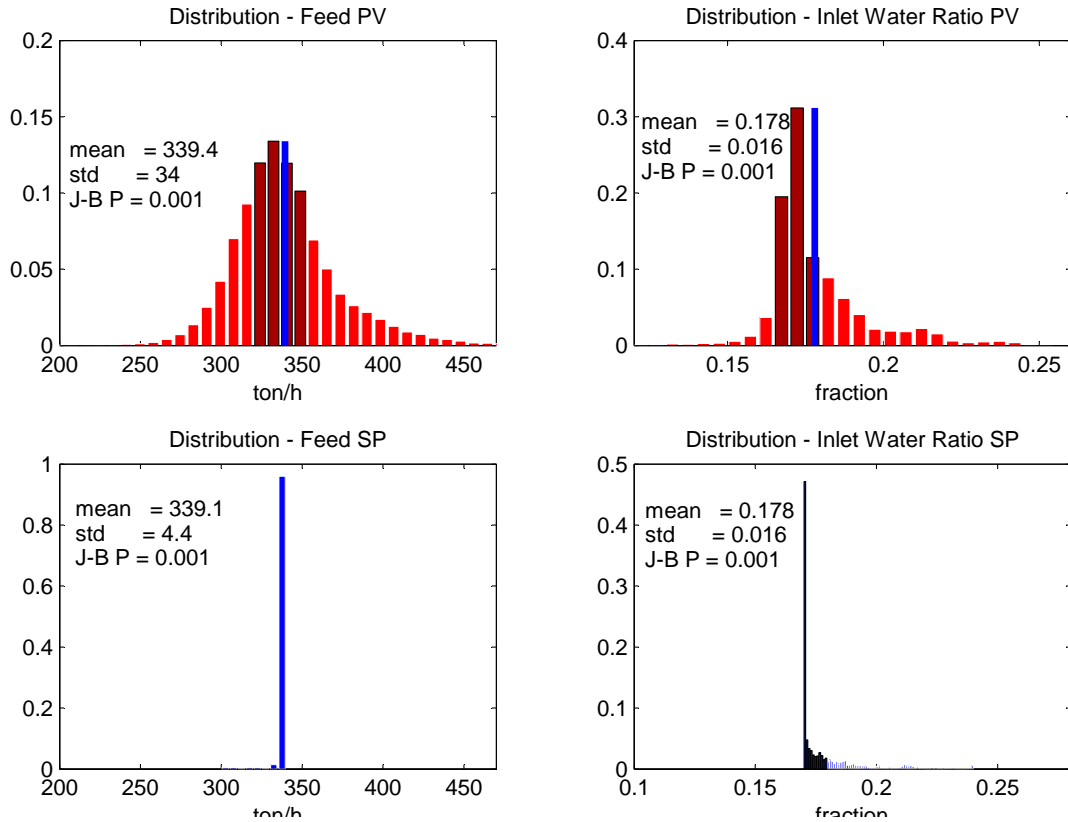 Distribution - Feed PV
0.2
0.15
0.1
0.05
0
mean = 339.4
std = 34
J-B P = 0.001
200 250 300 350 400 450
ton/h
Distribution - Inlet Water Ratio PV
0.4
0.3
0.2
0.1
0
mean = 0.178
std = 0.016
J-B P = 0.001
0.15 0.2 0.25
fraction
Distribution - Feed SP
1
0.8
0.6
0.4
0.2
0
mean = 339.1
std = 4.4
J-B P = 0.001
200 250 300 350 400 450
ton/h
Distribution - Inlet Water Ratio SP
0.5
0.4
0.3
0.2
0.1
0
mean = 0.178
std = 0.016
J-B P = 0.001
0.1 0.15 0.2 0.25
fraction